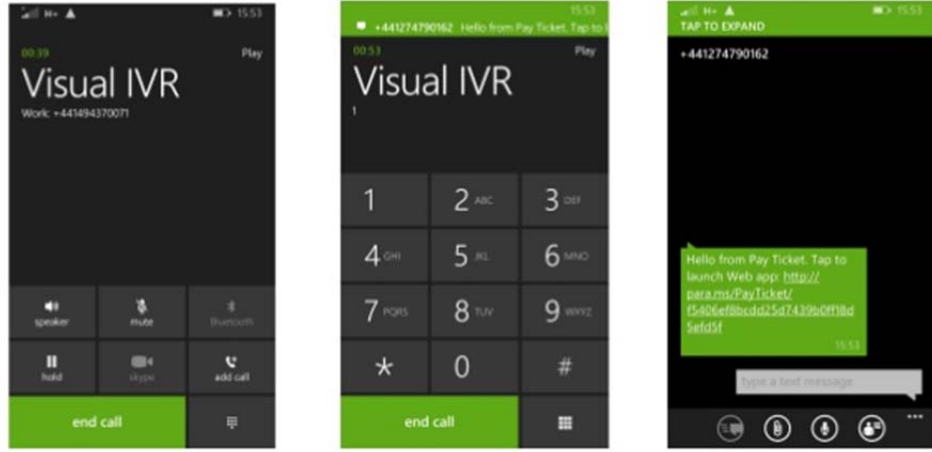 H+ 15:53
00:39 Play
Visual IVR
Work: +441494370071
speaker mute Bluetooth
hold skype add call
end call
15:53
+441274790162 Hello from Pay Ticket. Tap to
00:53 Play
Visual IVR
1
1 2 ABC 3 DEF
4 GHI 5 JKL 6 MNO
7 PQRS 8 TUV 9 WXYZ
* 0 #
end call
H+ 15:53
TAP TO EXPAND
+441274790162
Hello from Pay Ticket. Tap to
launch Web app: http://
para.ms/PayTicket/
f5406ef8bcdd25d7439b0ff18d
5efd5f
15:53
type a text message